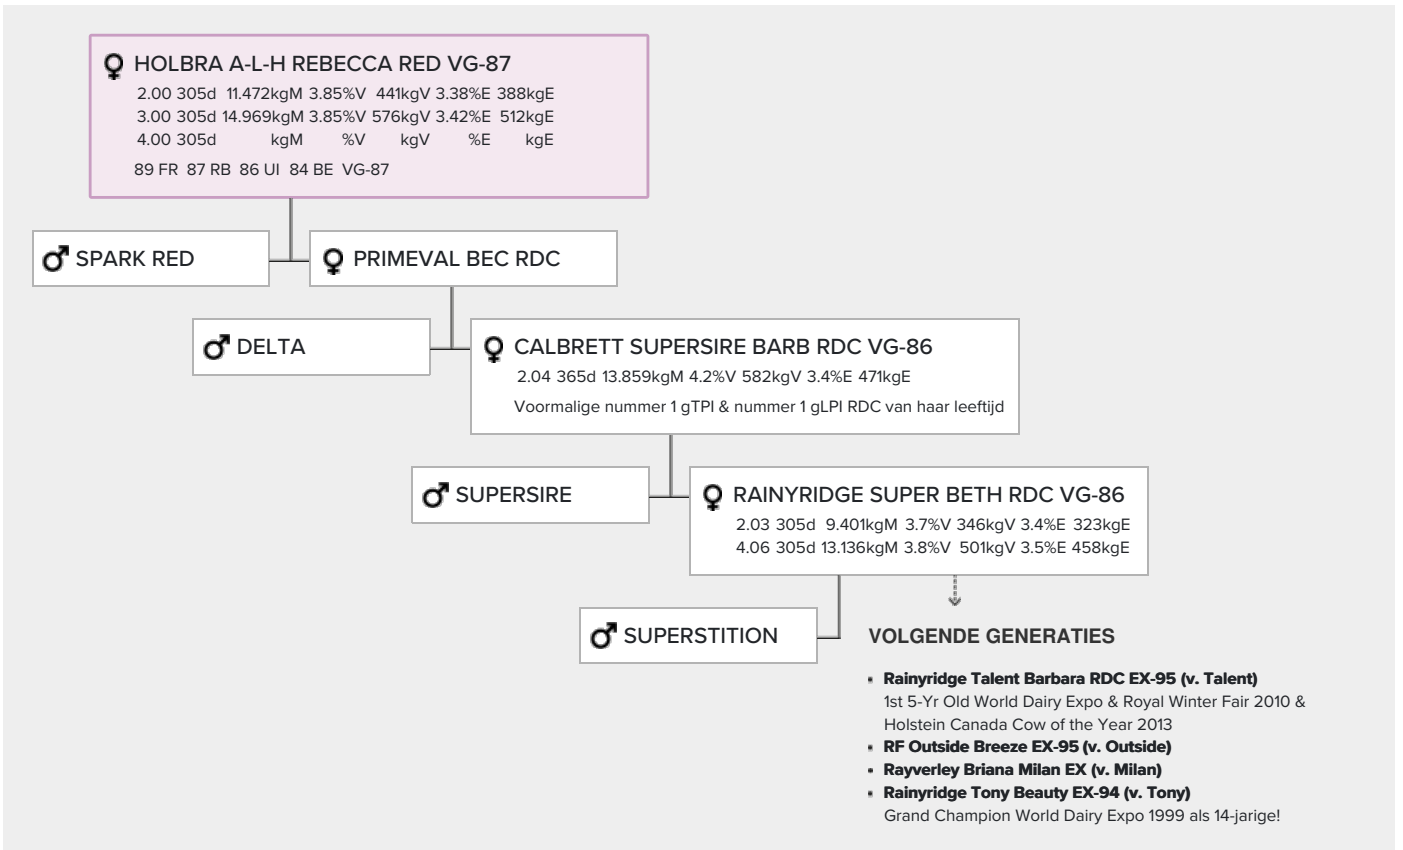 HOLBRA A-L-H REBECCA RED VG-87
2.00 305d 11.472kgM 3.85%V 441kgV 3.38%E 388kgE
3.00 305d 14.969kgM 3.85%V 576kgV 3.42%E 512kgE
4.00 305d kgM %V kgV %E kgE
89 FR 87 RB 86 UI 84 BE VG-87
SPARK RED
PRIMEVAL BEC RDC
DELTA
CALBRETT SUPERSIRE BARB RDC VG-86
2.04 365d 13.859kgM 4.2%V 582kgV 3.4%E 471kgE
Voormalige nummer 1 gTPI & nummer 1 gLPI RDC van haar leeftijd
SUPERSIRE
RAINYRIDGE SUPER BETH RDC VG-86
2.03 305d 9.401kgM 3.7%V 346kgV 3.4%E 323kgE
4.06 305d 13.136kgM 3.8%V 501kgV 3.5%E 458kgE
SUPERSTITION
VOLGENDE GENERATIES
Rainyridge Talent Barbara RDC EX-95 (v. Talent)
1st 5-Yr Old World Dairy Expo & Royal Winter Fair 2010 &
Holstein Canada Cow of the Year 2013
RF Outside Breeze EX-95 (v. Outside)
Rayverley Briana Milan EX (v. Milan)
Rainyridge Tony Beauty EX-94 (v. Tony)
Grand Champion World Dairy Expo 1999 als 14-jarige!